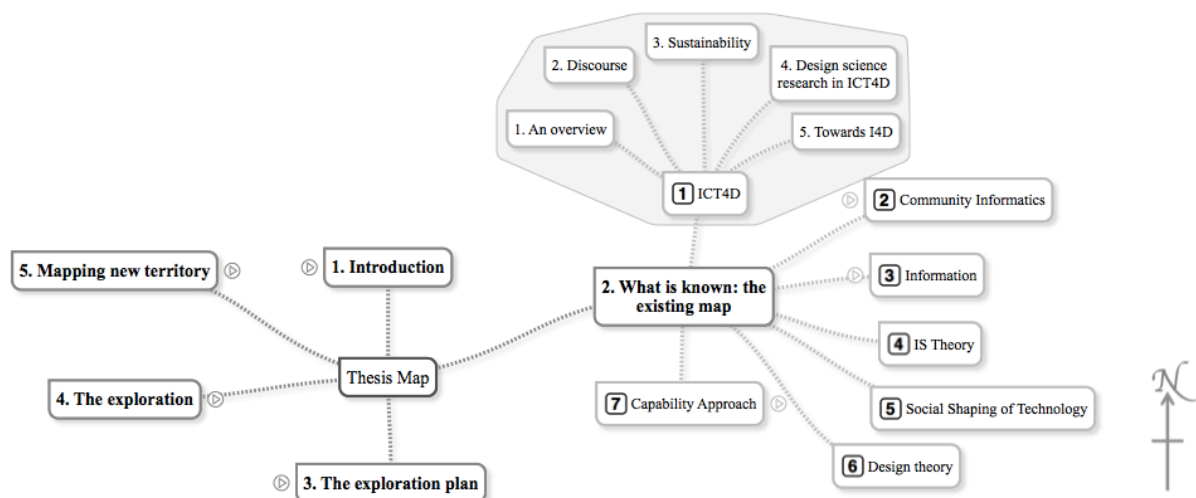 3. Sustainability
2. Discourse
4. Design science
research in ICT4D
1. An overview
5. Towards I4D
1 ICT4D
2 Community Informatics
5. Mapping new territory
1. Introduction
2. What is known: the
existing map
3 Information
4 IS Theory
Thesis Map
4. The exploration
7 Capability Approach
5 Social Shaping of Technology
6 Design theory
3. The exploration plan
N